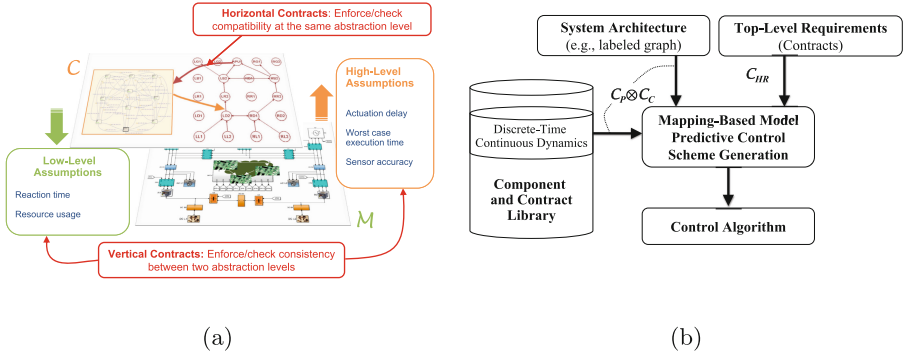 Horizontal Contracts: Enforce/check
compatibility at the same abstraction level
C
High-Level
Assumptions
Actuation delay
Worst case
execution time
Sensor accuracy
Low-Level
Assumptions
Reaction time
Resource usage
M
Vertical Contracts: Enforce/check consistency
between two abstraction levels
(a)
System Architecture
(e.g., labeled graph)
Top-Level Requirements
(Contracts)
C_P⊗C_C
C_HR
Discrete-Time
Continuous Dynamics
Component
and Contract
Library
Mapping-Based Model
Predictive Control
Scheme Generation
Control Algorithm
(b)